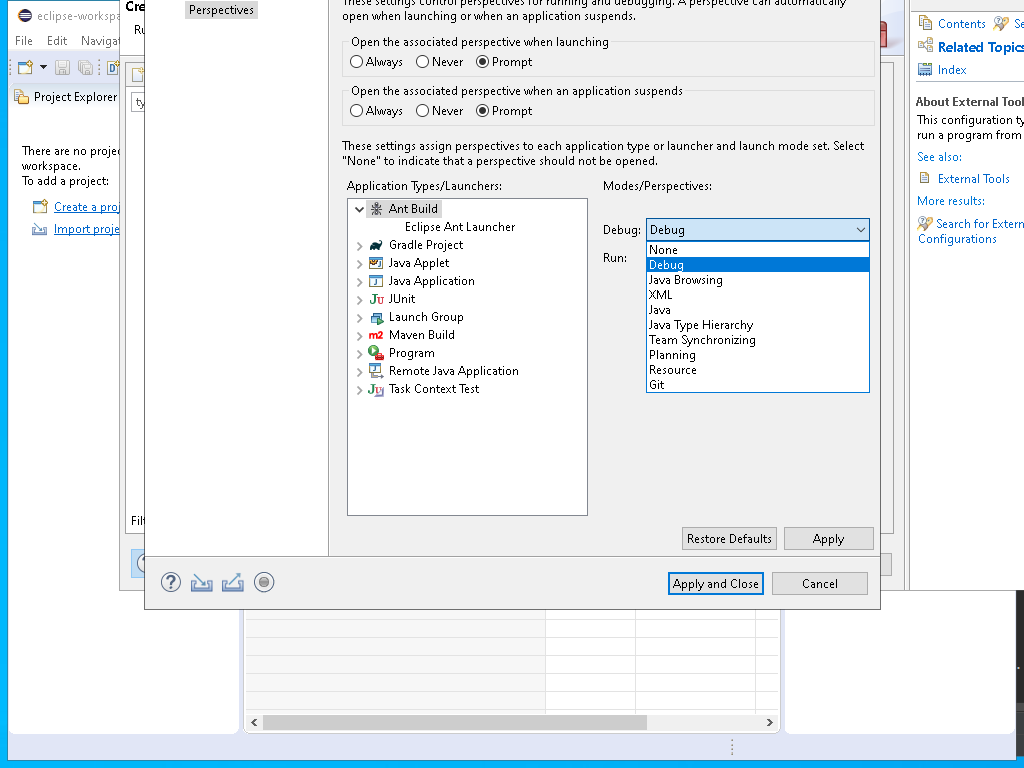 eclipse-workspa
Cre
Perspectives
These settings control perspectives for running and debugging. A perspective can automatically
open when launching or when an application suspends.
File Edit Navigat
Ru
Contents Se
Related Topics
Index
Open the associated perspective when launching
Always Never Prompt
Project Explorer
ty
Open the associated perspective when an application suspends
Always Never Prompt
About External Tool
This configuration ty
run a program from
See also:
External Tools
More results:
Search for Extern
Configurations
There are no proje
workspace.
To add a project:
Create a proj
Import proje
These settings assign perspectives to each application type or launcher and launch mode set. Select
"None" to indicate that a perspective should not be opened.
Application Types/Launchers:
Modes/Perspectives:
Ant Build
Eclipse Ant Launcher
Gradle Project
Java Applet
Java Application
JUnit
Launch Group
Maven Build
Program
Remote Java Application
Task Context Test
Debug: Debug
Run:
None
Debug
Java Browsing
XML
Java
Java Type Hierarchy
Team Synchronizing
Planning
Resource
Git
Filt
Restore Defaults Apply
Apply and Close Cancel